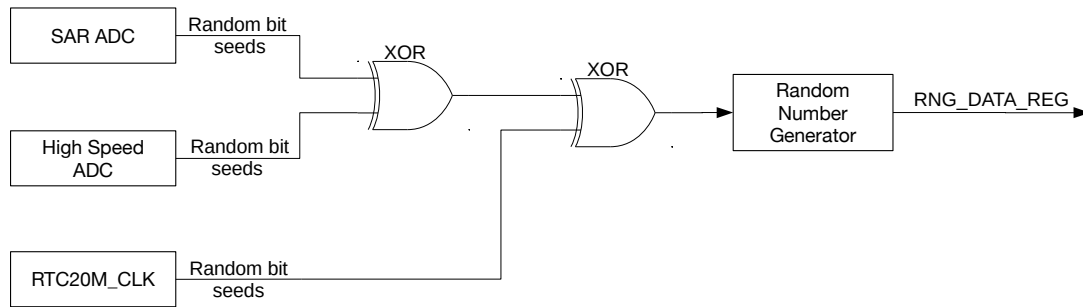 SAR ADC
Random bit
seeds
XOR
XOR
Random
Number
Generator
RNG_DATA_REG
High Speed
ADC
Random bit
seeds
RTC20M_CLK
Random bit
seeds